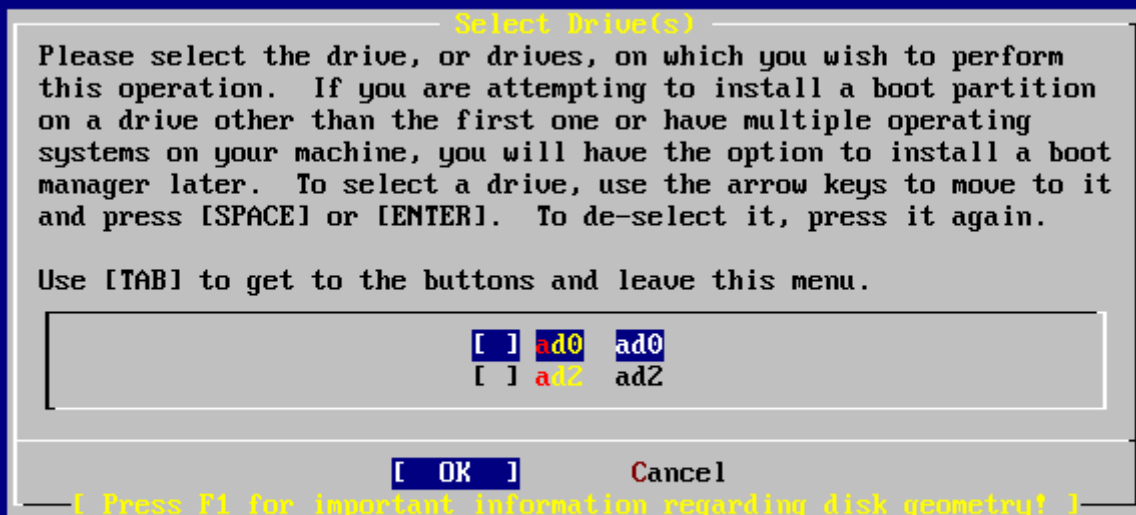 Select Drive(s)
Please select the drive, or drives, on which you wish to perform
this operation.  If you are attempting to install a boot partition
on a drive other than the first one or have multiple operating
systems on your machine, you will have the option to install a boot
manager later.  To select a drive, use the arrow keys to move to it
and press [SPACE] or [ENTER].  To de-select it, press it again.
Use [TAB] to get to the buttons and leave this menu.
[ ] ad0  ad0
[ ] ad2  ad2
[  OK  ]  Cancel
[ Press F1 for important information regarding disk geometry! ]